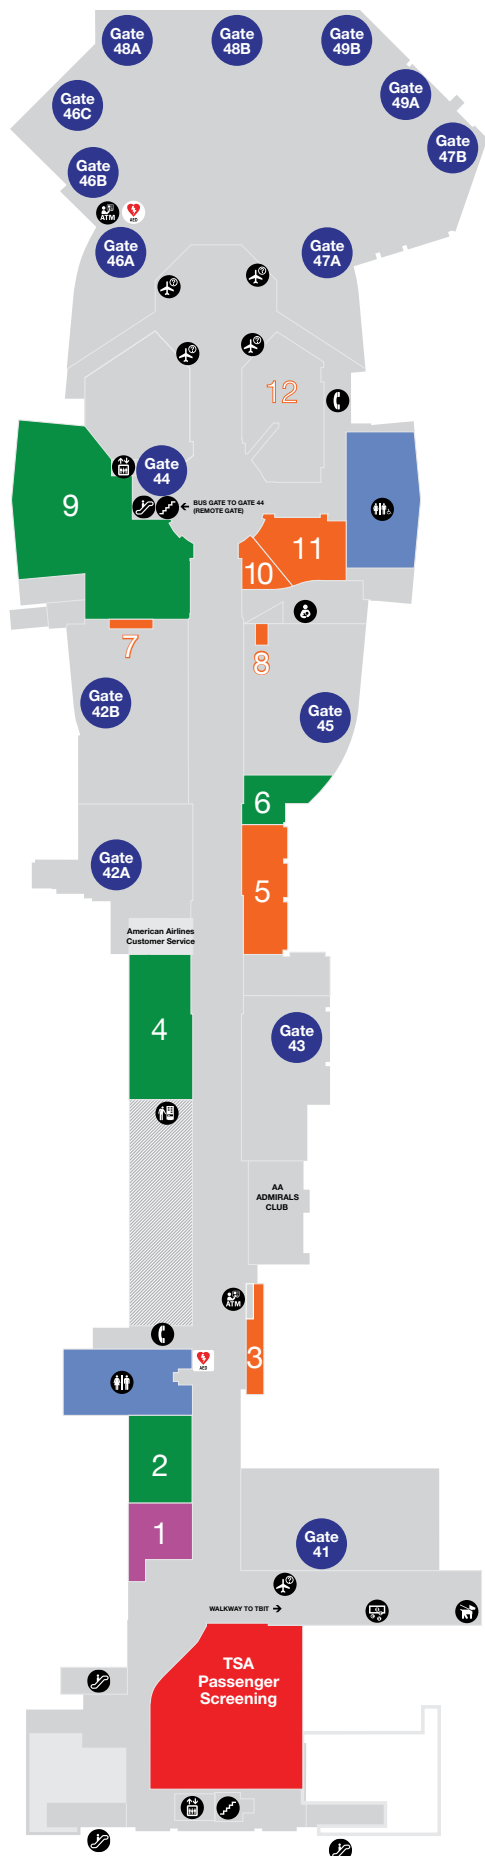 Gate
48A
Gate
48B
Gate
49B
Gate
46C
Gate
49A
Gate
47B
Gate
46B
ATM
AED
Gate
46A
Gate
47A
?
?
?
?
12
Gate
44
9
BUS GATE TO GATE 44
(REMOTE GATE)
11
10
7
8
Gate
42B
Gate
45
6
Gate
42A
5
American Airlines
Customer Service
4
Gate
43
AA
ADMIRALS
CLUB
ATM
3
AED
2
1
Gate
41
?
WALKWAY TO TBIT
TSA
Passenger
Screening